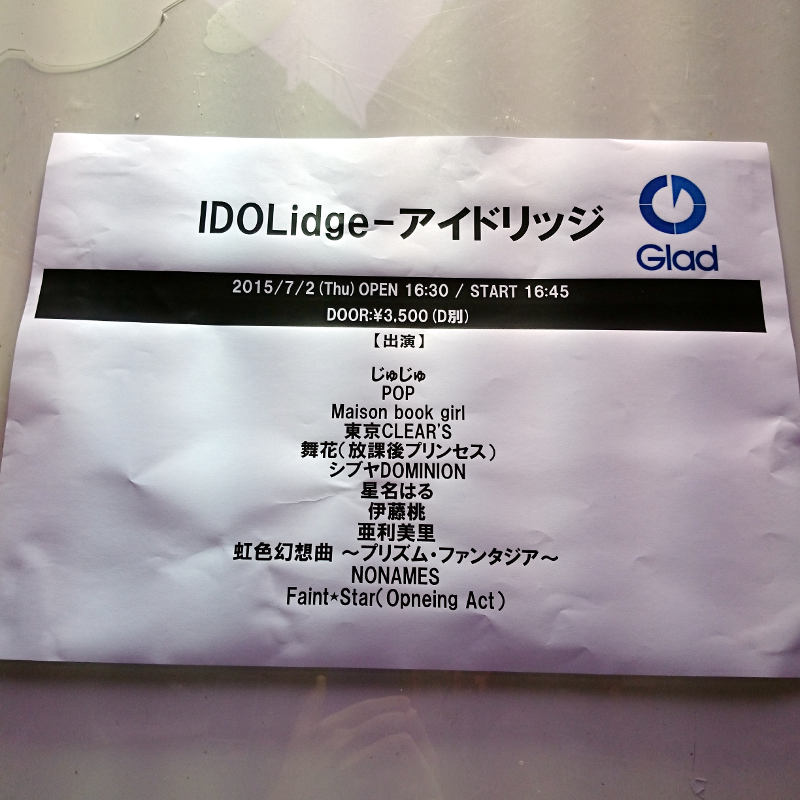 IDOLidge-アイドリッジ
Glad
2015/7/2(Thu) OPEN 16:30 / START 16:45
DOOR:¥3,500(D別)
【出演】
じゅじゅ
POP
Maison book girl
東京CLEAR'S
舞花(放課後プリンセス)
シブヤDOMINION
星名はる
伊藤桃
亜利美里
虹色幻想曲 〜プリズム・ファンタジア〜
NONAMES
Faint★Star(Opneing Act)